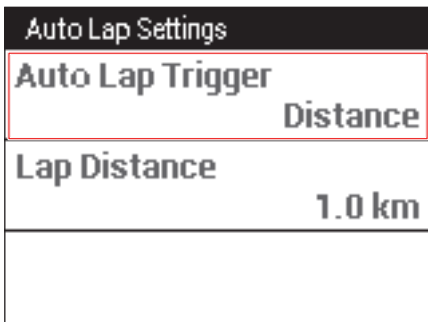 Auto Lap Settings
Auto Lap Trigger
Distance
Lap Distance
1.0 km